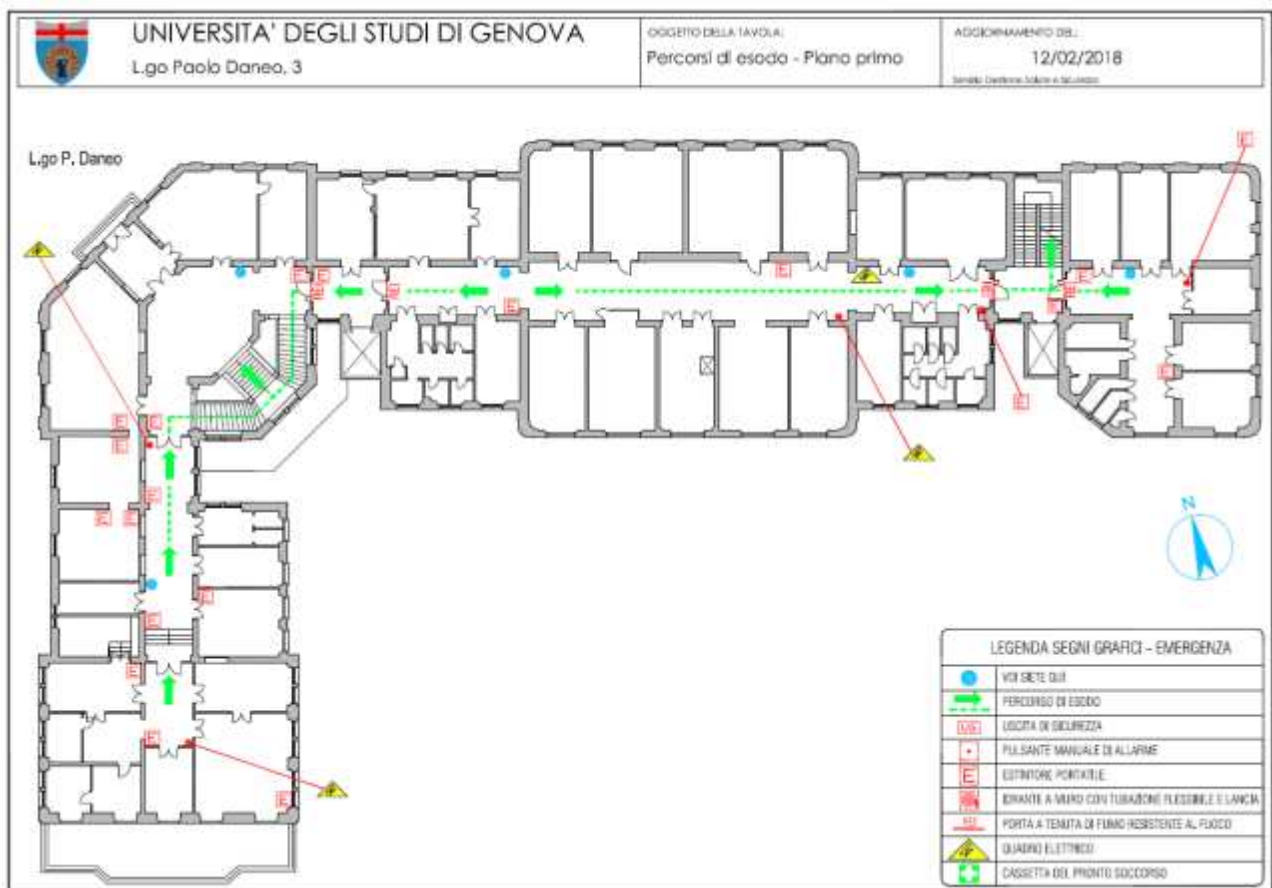 UNIVERSITA' DEGLI STUDI DI GENOVA
L.go Paolo Daneo, 3
OGGETTO DELLA TAVOLA:
Percorsi di esodo - Piano primo
AGGIORNAMENTO DEL:
12/02/2018
L.go P. Daneo
N
LEGENDA SEGNI GRAFICI - EMERGENZA
VOI SIETE QUI
PERCORSO DI ESODO
USCITA DI SICUREZZA
PULSANTE MANUALE DI ALLARME
E
ESTINTORE PORTATILE
IDRANTE A MURO CON TUBAZIONE FLESSIBILE E LANCIA
PORTA A TENUTA DI FUMO RESISTENTE AL FUOCO
QUADRO ELETTRICO
CASSETTA DEL PRONTO SOCCORSO